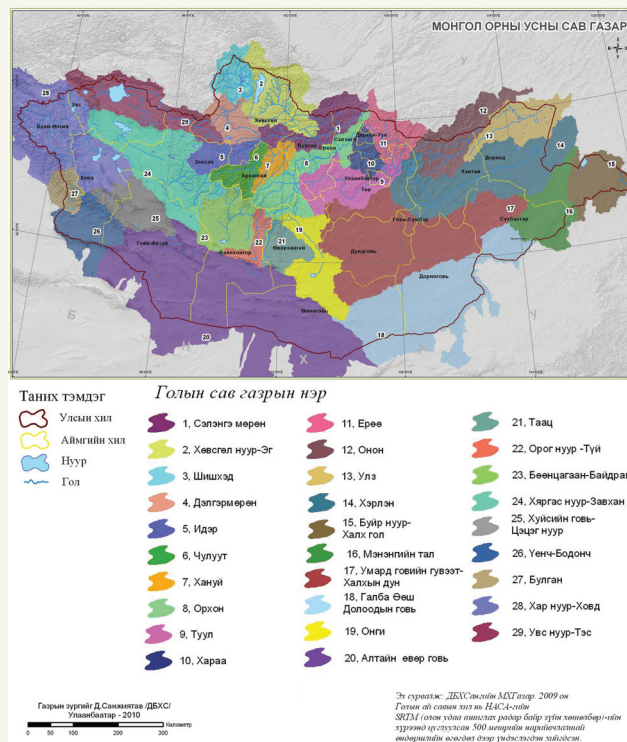 МОНГОЛ ОРНЫ УСНЫ САВ ГАЗАР
Увс
Баян-Өлгий
Ховд
Завхан
Хөвсгөл
Булган
Орхон
Сэлэнгэ
Дархан-Уул
Архангай
Улаанбаатар
Төв
Хэнтий
Дорнод
Говь-Сүмбэр
Сүхбаатар
Говь-Алтай
Баянхонгор
Өвөрхангай
Дундговь
Дорноговь
Өмнөговь
Таних тэмдэг
Улсын хил
Аймгийн хил
Нуур
Гол
Голын сав газрын нэр
1, Сэлэнгэ мөрөн
2, Хөвсгөл нуур-Эг
3, Шишхэд
4, Дэлгэрмөрөн
5, Идэр
6, Чулуут
7, Хануй
8, Орхон
9, Туул
10, Хараа
11, Ерөө
12, Онон
13, Улз
14, Хэрлэн
15, Буйр нуур-
Халх гол
16, Мэнэнгийн тал
17, Умард говийн гүвээт-
Халхын дун
18, Галба Өөш
Долоодын говь
19, Онги
20, Алтайн өвөр говь
21, Таац
22, Орог нуур -Түй
23, Бөөнцагаан-Байдраг
24, Хяргас нуур-Завхан
25, Хуйсийн говь-
Цэцэг нуур
26, Үенч-Бодонч
27, Булган
28, Хар нуур-Ховд
29, Увс нуур-Тэс
Газрын зургийг Д.Санжмятав /ДБХС/
Улаанбаатар - 2010
0 50 100 200 300 Километр
Эх сурвалж: ДБХСангийн МХГазар. 2009 он
Голын ай савын хил нь НАСА-гийн
SRTM (олон удаа ашиглах радар байр зүйн хөтөлбөр)-ийн
хүрээнд цуглуулсан 500 метрийн нарийвчлалтай
өндөршлийн өгөгдөл дээр үндэслэгдэн хийгдсэн.